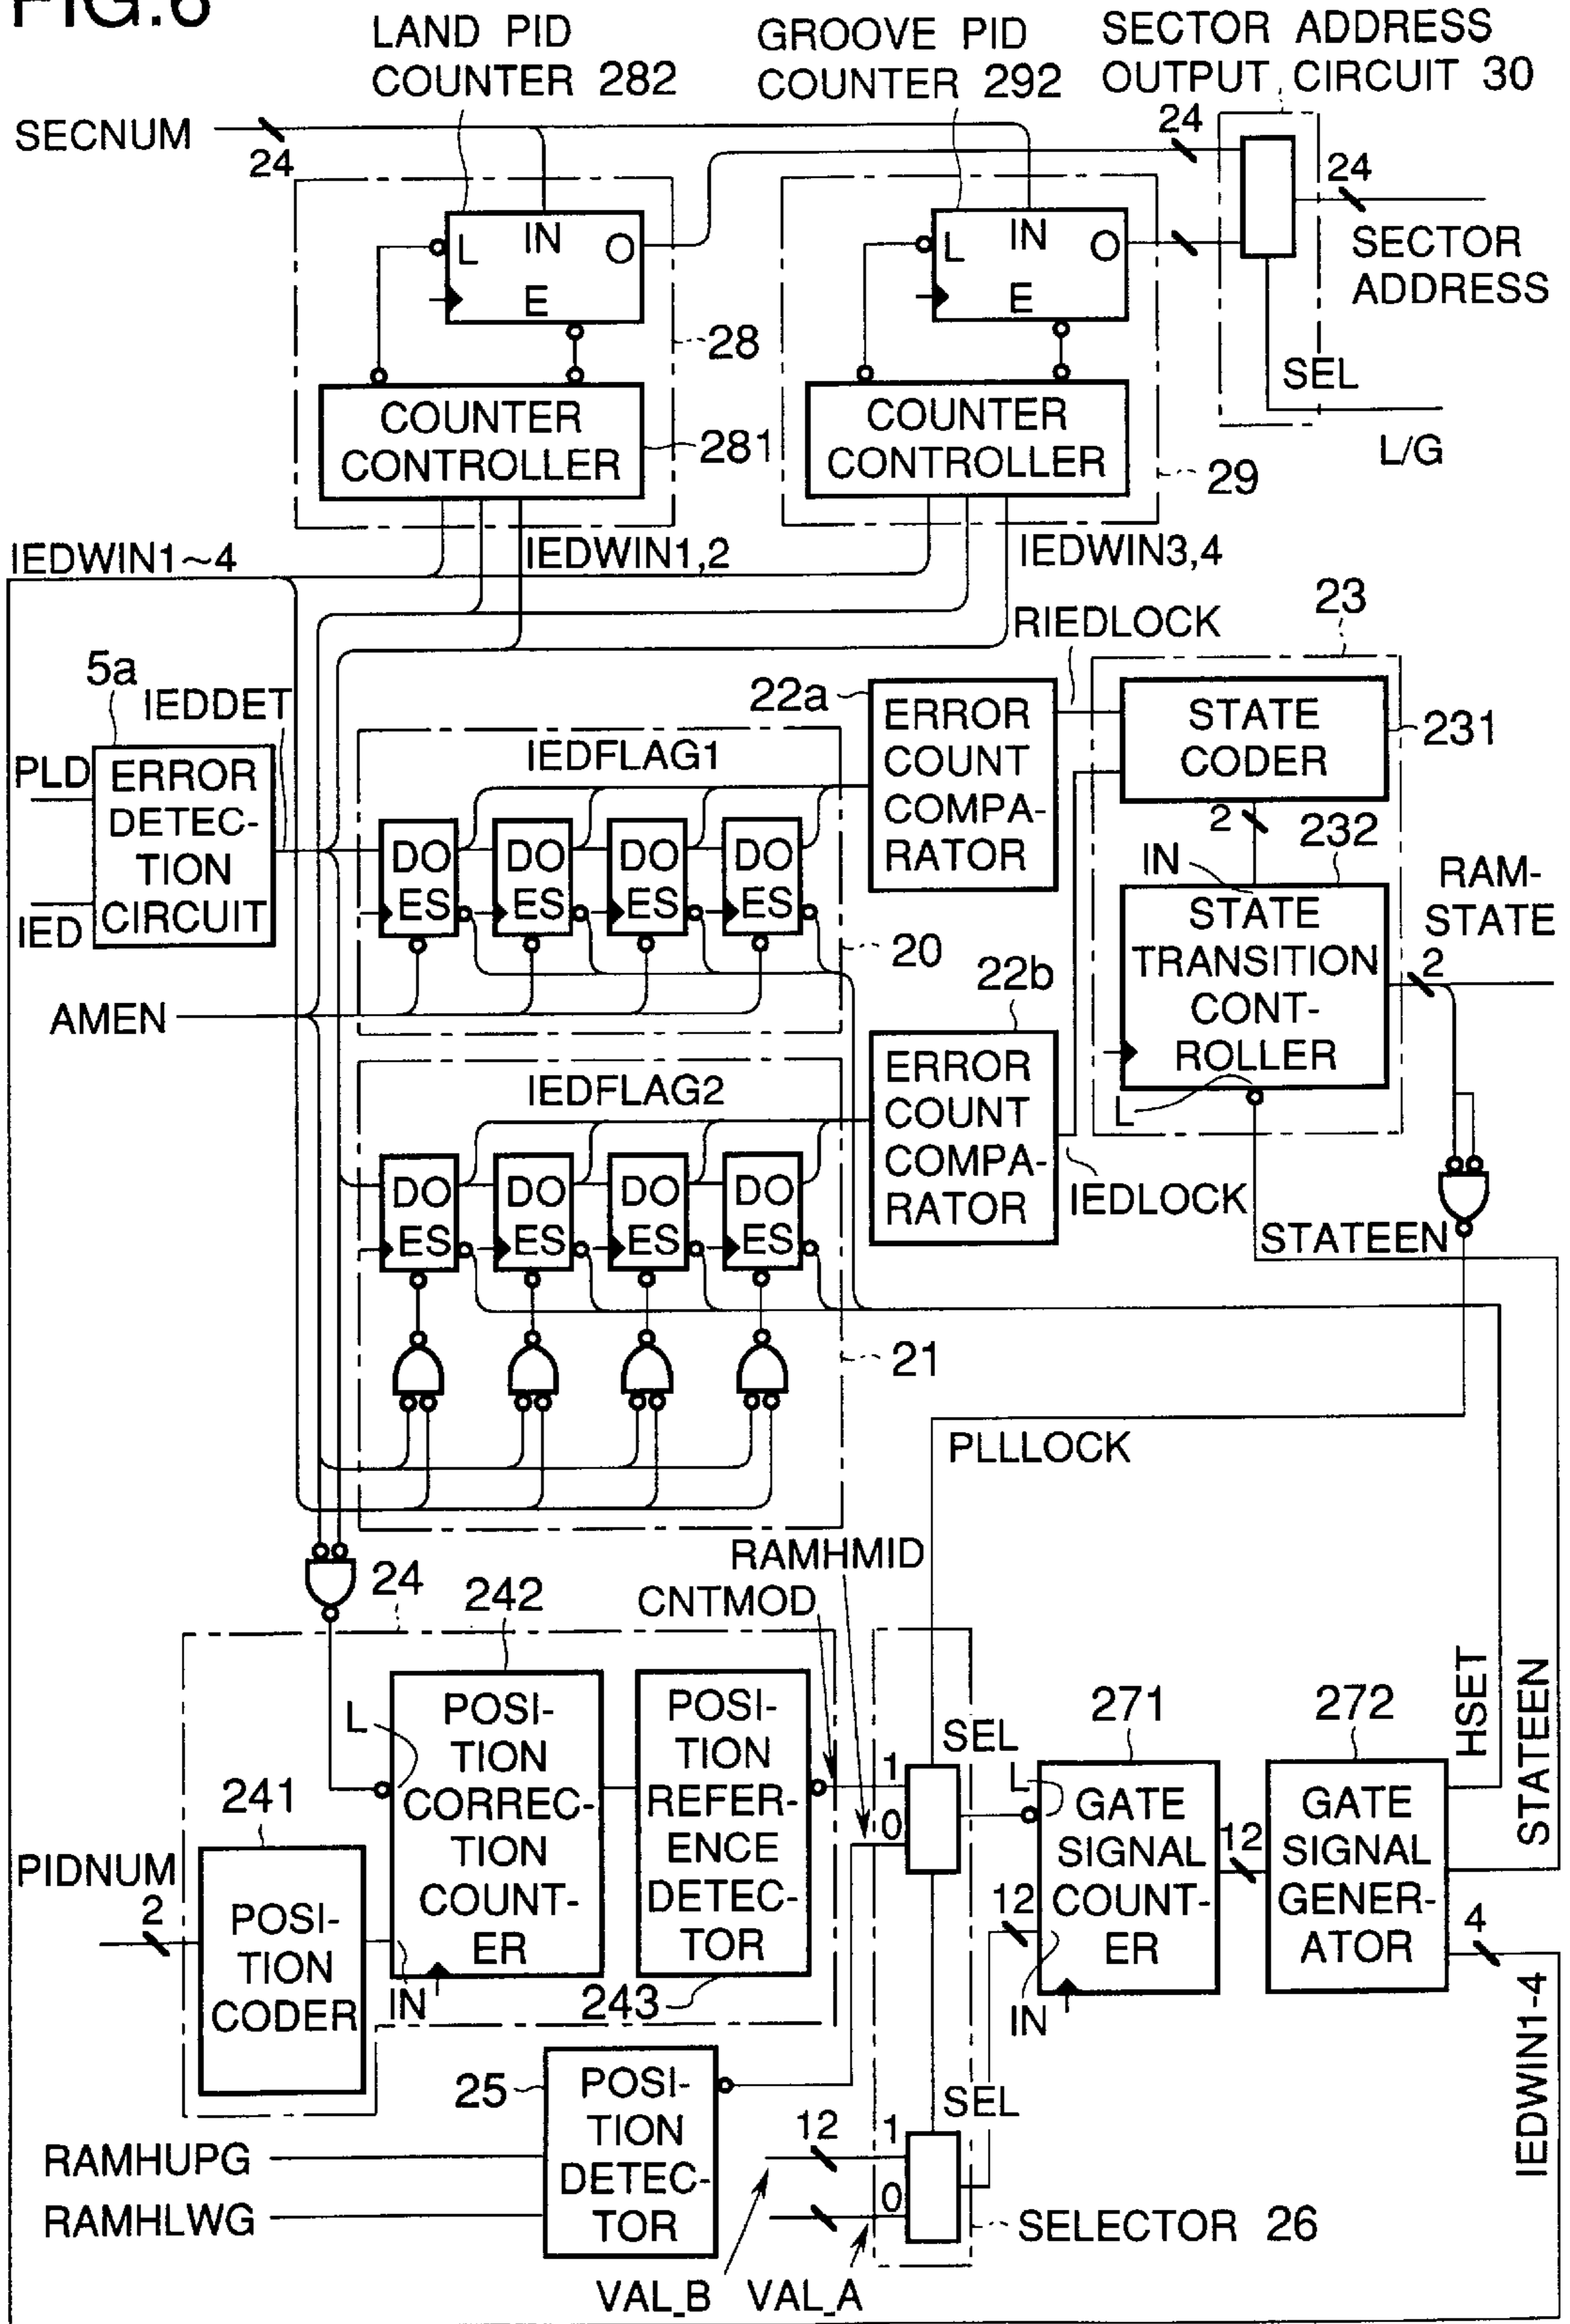 FIG.6
LAND PID
COUNTER 282
GROOVE PID
COUNTER 292
SECTOR ADDRESS
OUTPUT CIRCUIT 30
SECNUM
24
24
24
L IN O
E
L IN O
E
SECTOR
ADDRESS
28
SEL
COUNTER
CONTROLLER
281
COUNTER
CONTROLLER
29
L/G
IEDWIN1~4
IEDWIN1,2
IEDWIN3,4
RIEDLOCK
23
5a
IEDDET
22a
PLD
ERROR
DETEC-
TION
CIRCUIT
IED
IEDFLAG1
ERROR
COUNT
COMPA-
RATOR
STATE
CODER
231
2
232
IN
DO
ES
DO
ES
DO
ES
DO
ES
20
STATE
TRANSITION
CONT-
ROLLER
RAM-
STATE
2
L
AMEN
22b
IEDFLAG2
ERROR
COUNT
COMPA-
RATOR
IEDLOCK
STATEEN
DO
ES
DO
ES
DO
ES
DO
ES
21
PLLLOCK
RAMHMID
CNTMOD
24
242
L
POSI-
TION
CORREC-
TION
COUNT-
ER
POSI-
TION
REFER-
ENCE
DETEC-
TOR
SEL
1
0
L
271
GATE
SIGNAL
COUNT-
ER
12
272
GATE
SIGNAL
GENER-
ATOR
HSET
STATEEN
241
PIDNUM
2
POSI-
TION
CODER
IN
243
12
IN
4
IEDWIN1-4
25
POSI-
TION
DETEC-
TOR
SEL
12
1
0
RAMHUPG
RAMHLWG
SELECTOR 26
VAL_B
VAL_A